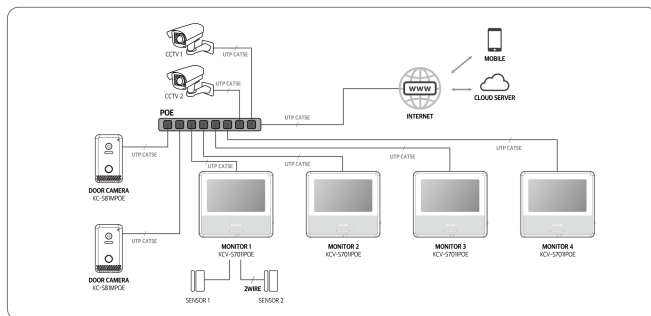 CCTV 1
UTP CAT5E
CCTV 2
UTP CAT5E
POE
UTP CAT5E
WWW
INTERNET
MOBILE
CLOUD SERVER
UTP CAT5E
DOOR CAMERA
KC-S81MPOE
UTP CAT5E
UTP CAT5E
UTP CAT5E
UTP CAT5E
UTP CAT5E
DOOR CAMERA
KC-S81MPOE
MONITOR 1
KCV-S701IPOE
MONITOR 2
KCV-S701IPOE
MONITOR 3
KCV-S701IPOE
MONITOR 4
KCV-S701IPOE
SENSOR 1
2WIRE
SENSOR 2